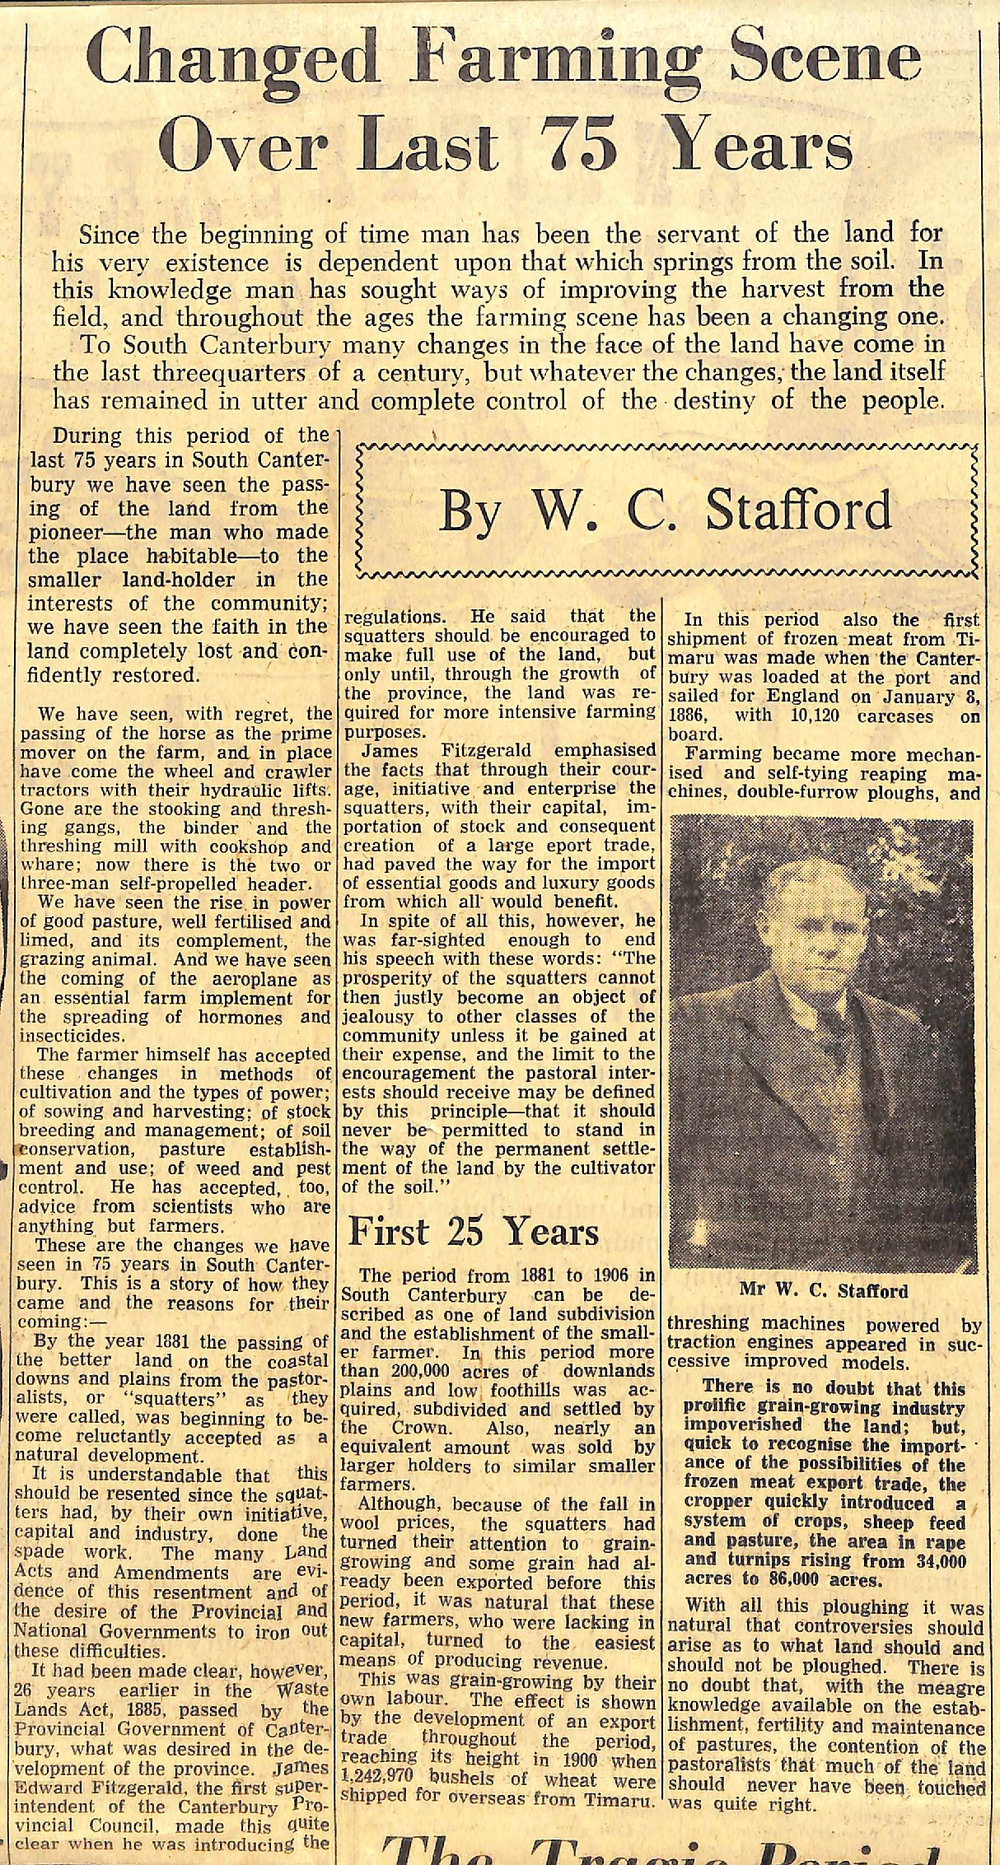 Changed Farming Scene
Over Last 75 Years
Since the beginning of time man has been the servant of the land for
his very existence is dependent upon that which springs from the soil. In
this knowledge man has sought ways of improving the harvest from the
field, and throughout the ages the farming scene has been a changing one.
To South Canterbury many changes in the face of the land have come in
the last threequarters of a century, but whatever the changes, the land itself
has remained in utter and complete control of the destiny of the people.
By W. C. Stafford
During this period of the
last 75 years in South Canter-
bury we have seen the pass-
ing of the land from the
pioneer—the man who made
the place habitable—to the
smaller land-holder in the
interests of the community;
we have seen the faith in the
land completely lost and con-
fidently restored.
We have seen, with regret, the
passing of the horse as the prime
mover on the farm, and in place
have come the wheel and crawler
tractors with their hydraulic lifts.
Gone are the stooking and thresh-
ing gangs, the binder and the
threshing mill with cookshop and
whare; now there is the two or
three-man self-propelled header.
We have seen the rise in power
of good pasture, well fertilised and
limed, and its complement, the
grazing animal. And we have seen
the coming of the aeroplane as
an essential farm implement for
the spreading of hormones and
insecticides.
The farmer himself has accepted
these changes in methods of
cultivation and the types of power;
of sowing and harvesting; of stock
breeding and management; of soil
conservation, pasture establish-
ment and use; of weed and pest
control. He has accepted, too,
advice from scientists who are
anything but farmers.
These are the changes we have
seen in 75 years in South Canter-
bury. This is a story of how they
came and the reasons for their
coming:—
By the year 1881 the passing of
the better land on the coastal
downs and plains from the pastor-
alists, or "squatters" as they
were called, was beginning to be-
come reluctantly accepted as a
natural development.
It is understandable that this
should be resented since the squat-
ters had, by their own initiative,
capital and industry, done the
spade work. The many Land
Acts and Amendments are evi-
dence of this resentment and of
the desire of the Provincial and
National Governments to iron out
these difficulties.
It had been made clear, however,
26 years earlier in the Waste
Lands Act, 1885, passed by the
Provincial Government of Canter-
bury, what was desired in the de-
velopment of the province. James
Edward Fitzgerald, the first super-
intendent of the Canterbury Pro-
vincial Council, made this quite
clear when he was introducing the
regulations. He said that the
squatters should be encouraged to
make full use of the land, but
only until, through the growth of
the province, the land was re-
quired for more intensive farming
purposes.
James Fitzgerald emphasised
the facts that through their cour-
age, initiative and enterprise the
squatters, with their capital, im-
portation of stock and consequent
creation of a large eport trade,
had paved the way for the import
of essential goods and luxury goods
from which all would benefit.
In spite of all this, however, he
was far-sighted enough to end
his speech with these words: "The
prosperity of the squatters cannot
then justly become an object of
jealousy to other classes of the
community unless it be gained at
their expense, and the limit to the
encouragement the pastoral inter-
ests should receive may be defined
by this principle—that it should
never be permitted to stand in
the way of the permanent settle-
ment of the land by the cultivator
of the soil."
First 25 Years
The period from 1881 to 1906 in
South Canterbury can be de-
scribed as one of land subdivision
and the establishment of the small-
er farmer. In this period more
than 200,000 acres of downlands
plains and low foothills was ac-
quired, subdivided and settled by
the Crown. Also, nearly an
equivalent amount was sold by
larger holders to similar smaller
farmers.
Although, because of the fall in
wool prices, the squatters had
turned their attention to grain-
growing and some grain had al-
ready been exported before this
period, it was natural that these
new farmers, who were lacking in
capital, turned to the easiest
means of producing revenue.
This was grain-growing by their
own labour. The effect is shown
by the development of an export
trade throughout the period,
reaching its height in 1900 when
1,242,970 bushels of wheat were
shipped for overseas from Timaru.
In this period also the first
shipment of frozen meat from Ti-
maru was made when the Canter-
bury was loaded at the port and
sailed for England on January 8,
1886, with 10,120 carcases on
board.
Farming became more mechan-
ised and self-tying reaping ma-
chines, double-furrow ploughs, and
Mr W. C. Stafford
threshing machines powered by
traction engines appeared in suc-
cessive improved models.
There is no doubt that this
prolific grain-growing industry
impoverished the land; but,
quick to recognise the import-
ance of the possibilities of the
frozen meat export trade, the
cropper quickly introduced a
system of crops, sheep feed
and pasture, the area in rape
and turnips rising from 34,000
acres to 86,000 acres.
With all this ploughing it was
natural that controversies should
arise as to what land should and
should not be ploughed. There is
no doubt that, with the meagre
knowledge available on the estab-
lishment, fertility and maintenance
of pastures, the contention of the
pastoralists that much of the land
should never have been touched
was quite right.
The Tragic Period